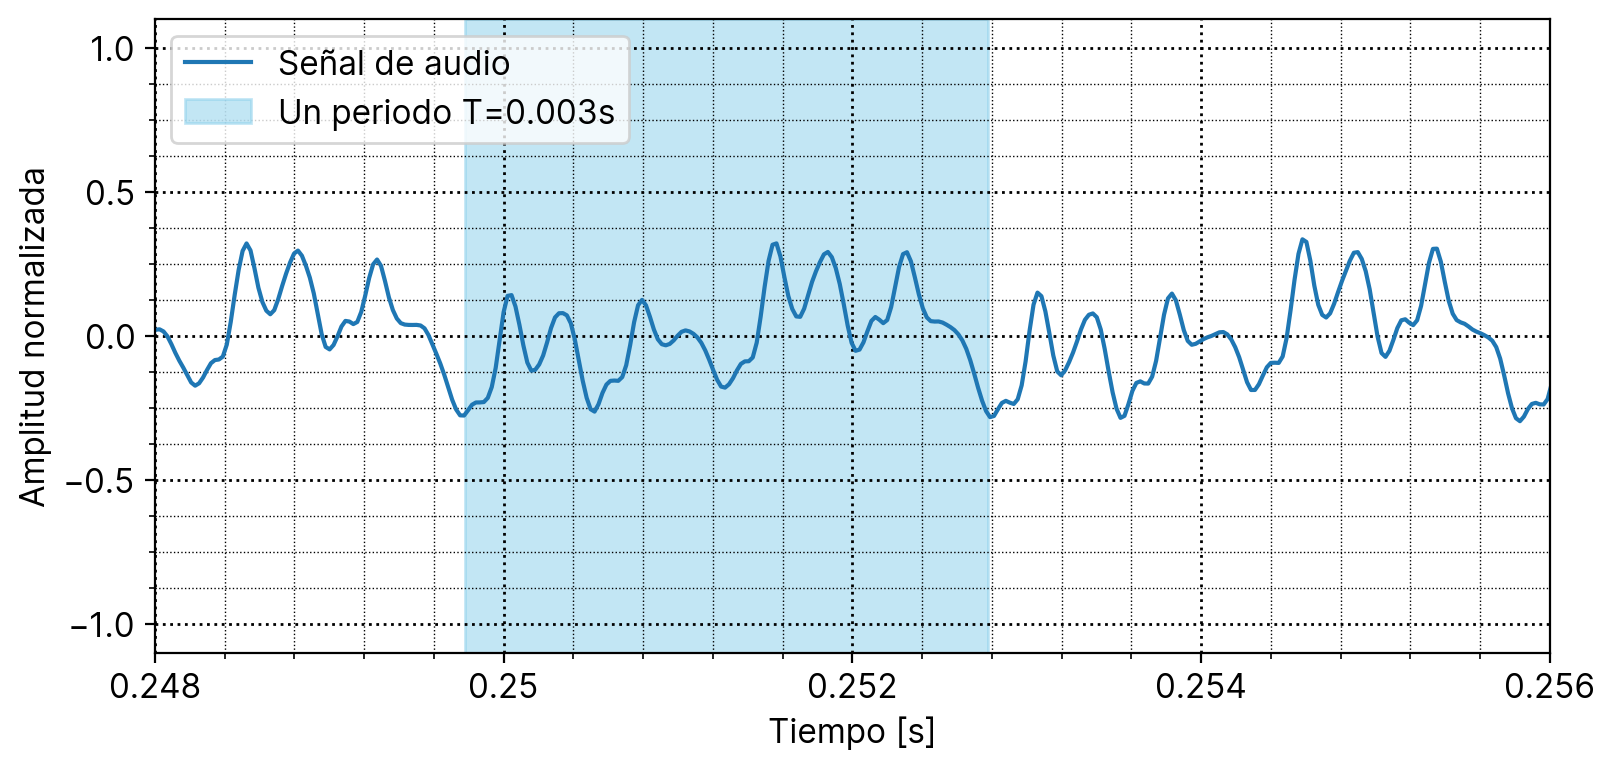 Señal de audio
Un periodo T=0.003s
1.0
0.5
0.0
−0.5
−1.0
Amplitud normalizada
0.248 0.25 0.252 0.254 0.256
Tiempo [s]